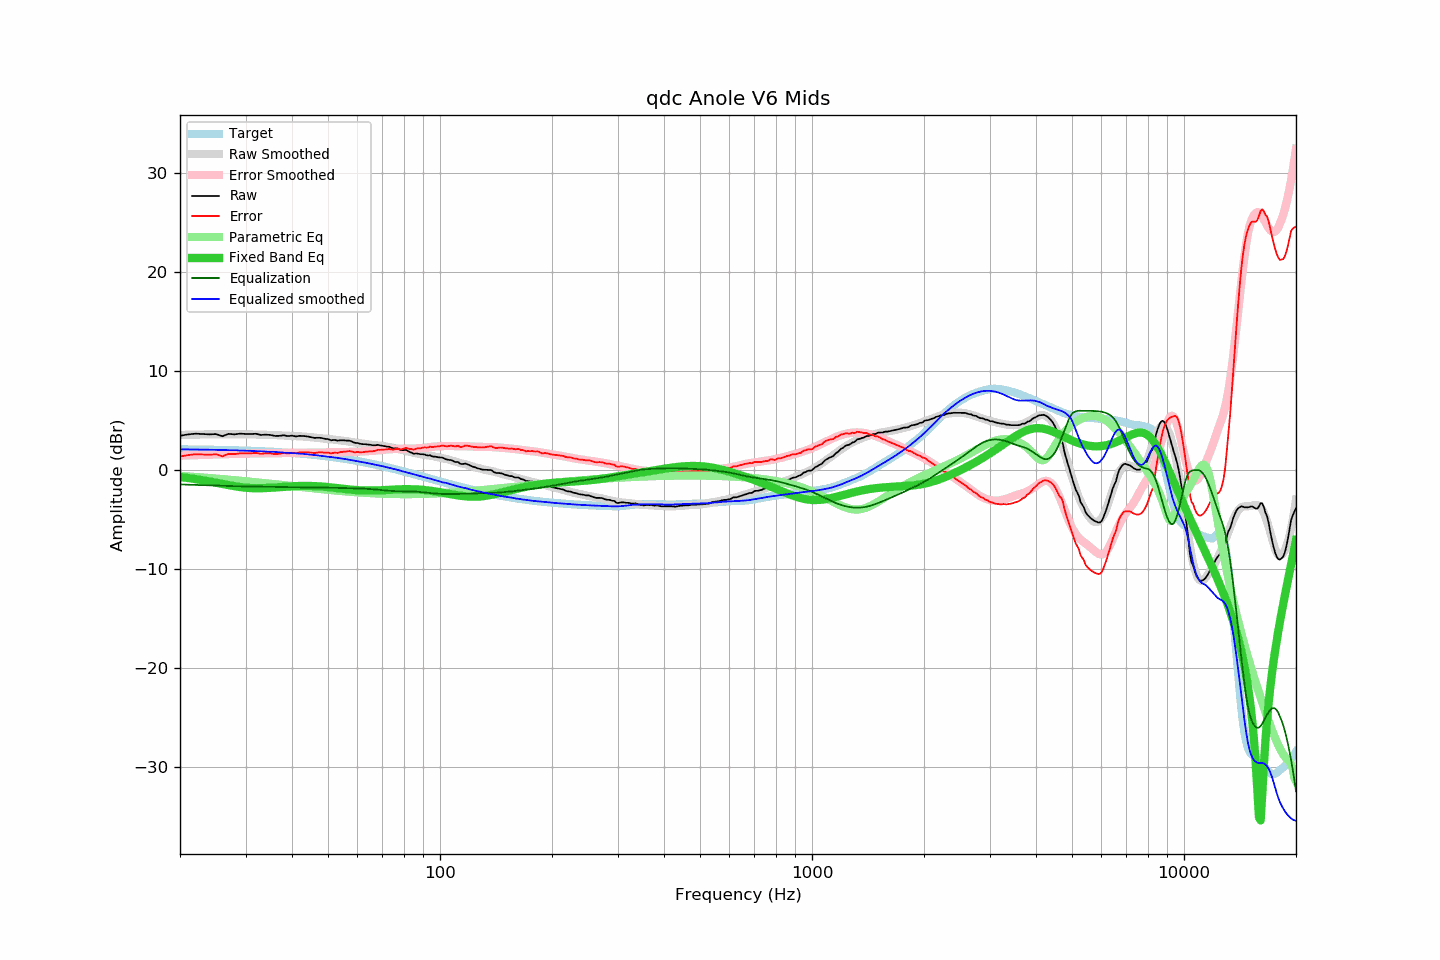 qdc Anole V6 Mids
Target
Raw Smoothed
Error Smoothed
Raw
Error
Parametric Eq
Fixed Band Eq
Equalization
Equalized smoothed
30
20
10
0
−10
−20
−30
Amplitude (dBr)
100
1000
10000
Frequency (Hz)